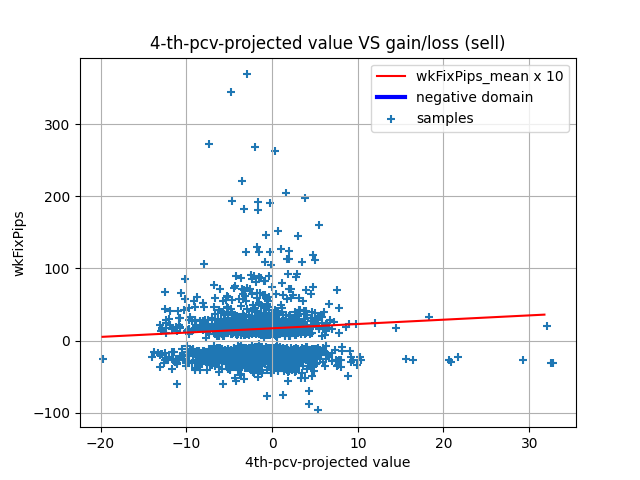 4-th-pcv-projected value VS gain/loss (sell)
wkFixPips_mean x 10
negative domain
samples
wkFixPips
300
200
100
0
−100
−20
−10
0
10
20
30
4th-pcv-projected value